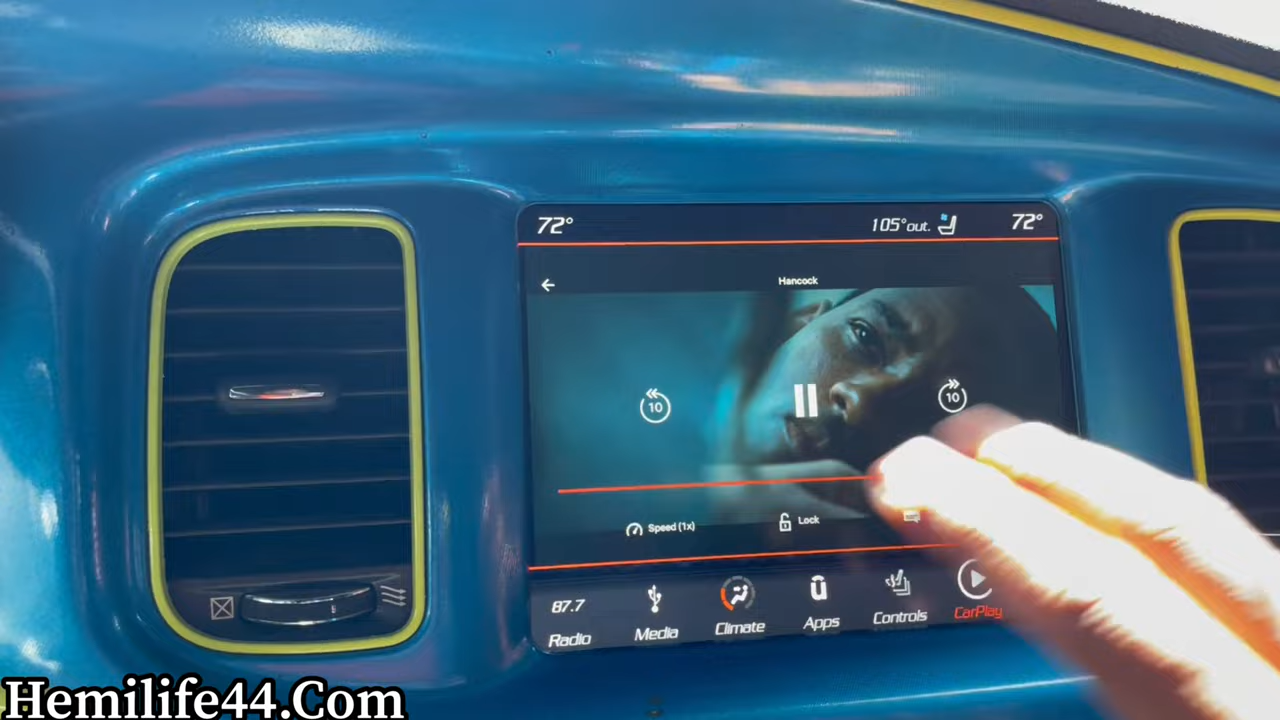 72° 105°out. 72°
Hancock
10 10
Speed (1x) Lock
87.7
Radio Media Climate Apps Controls CarPlay
Hemilife44.Com